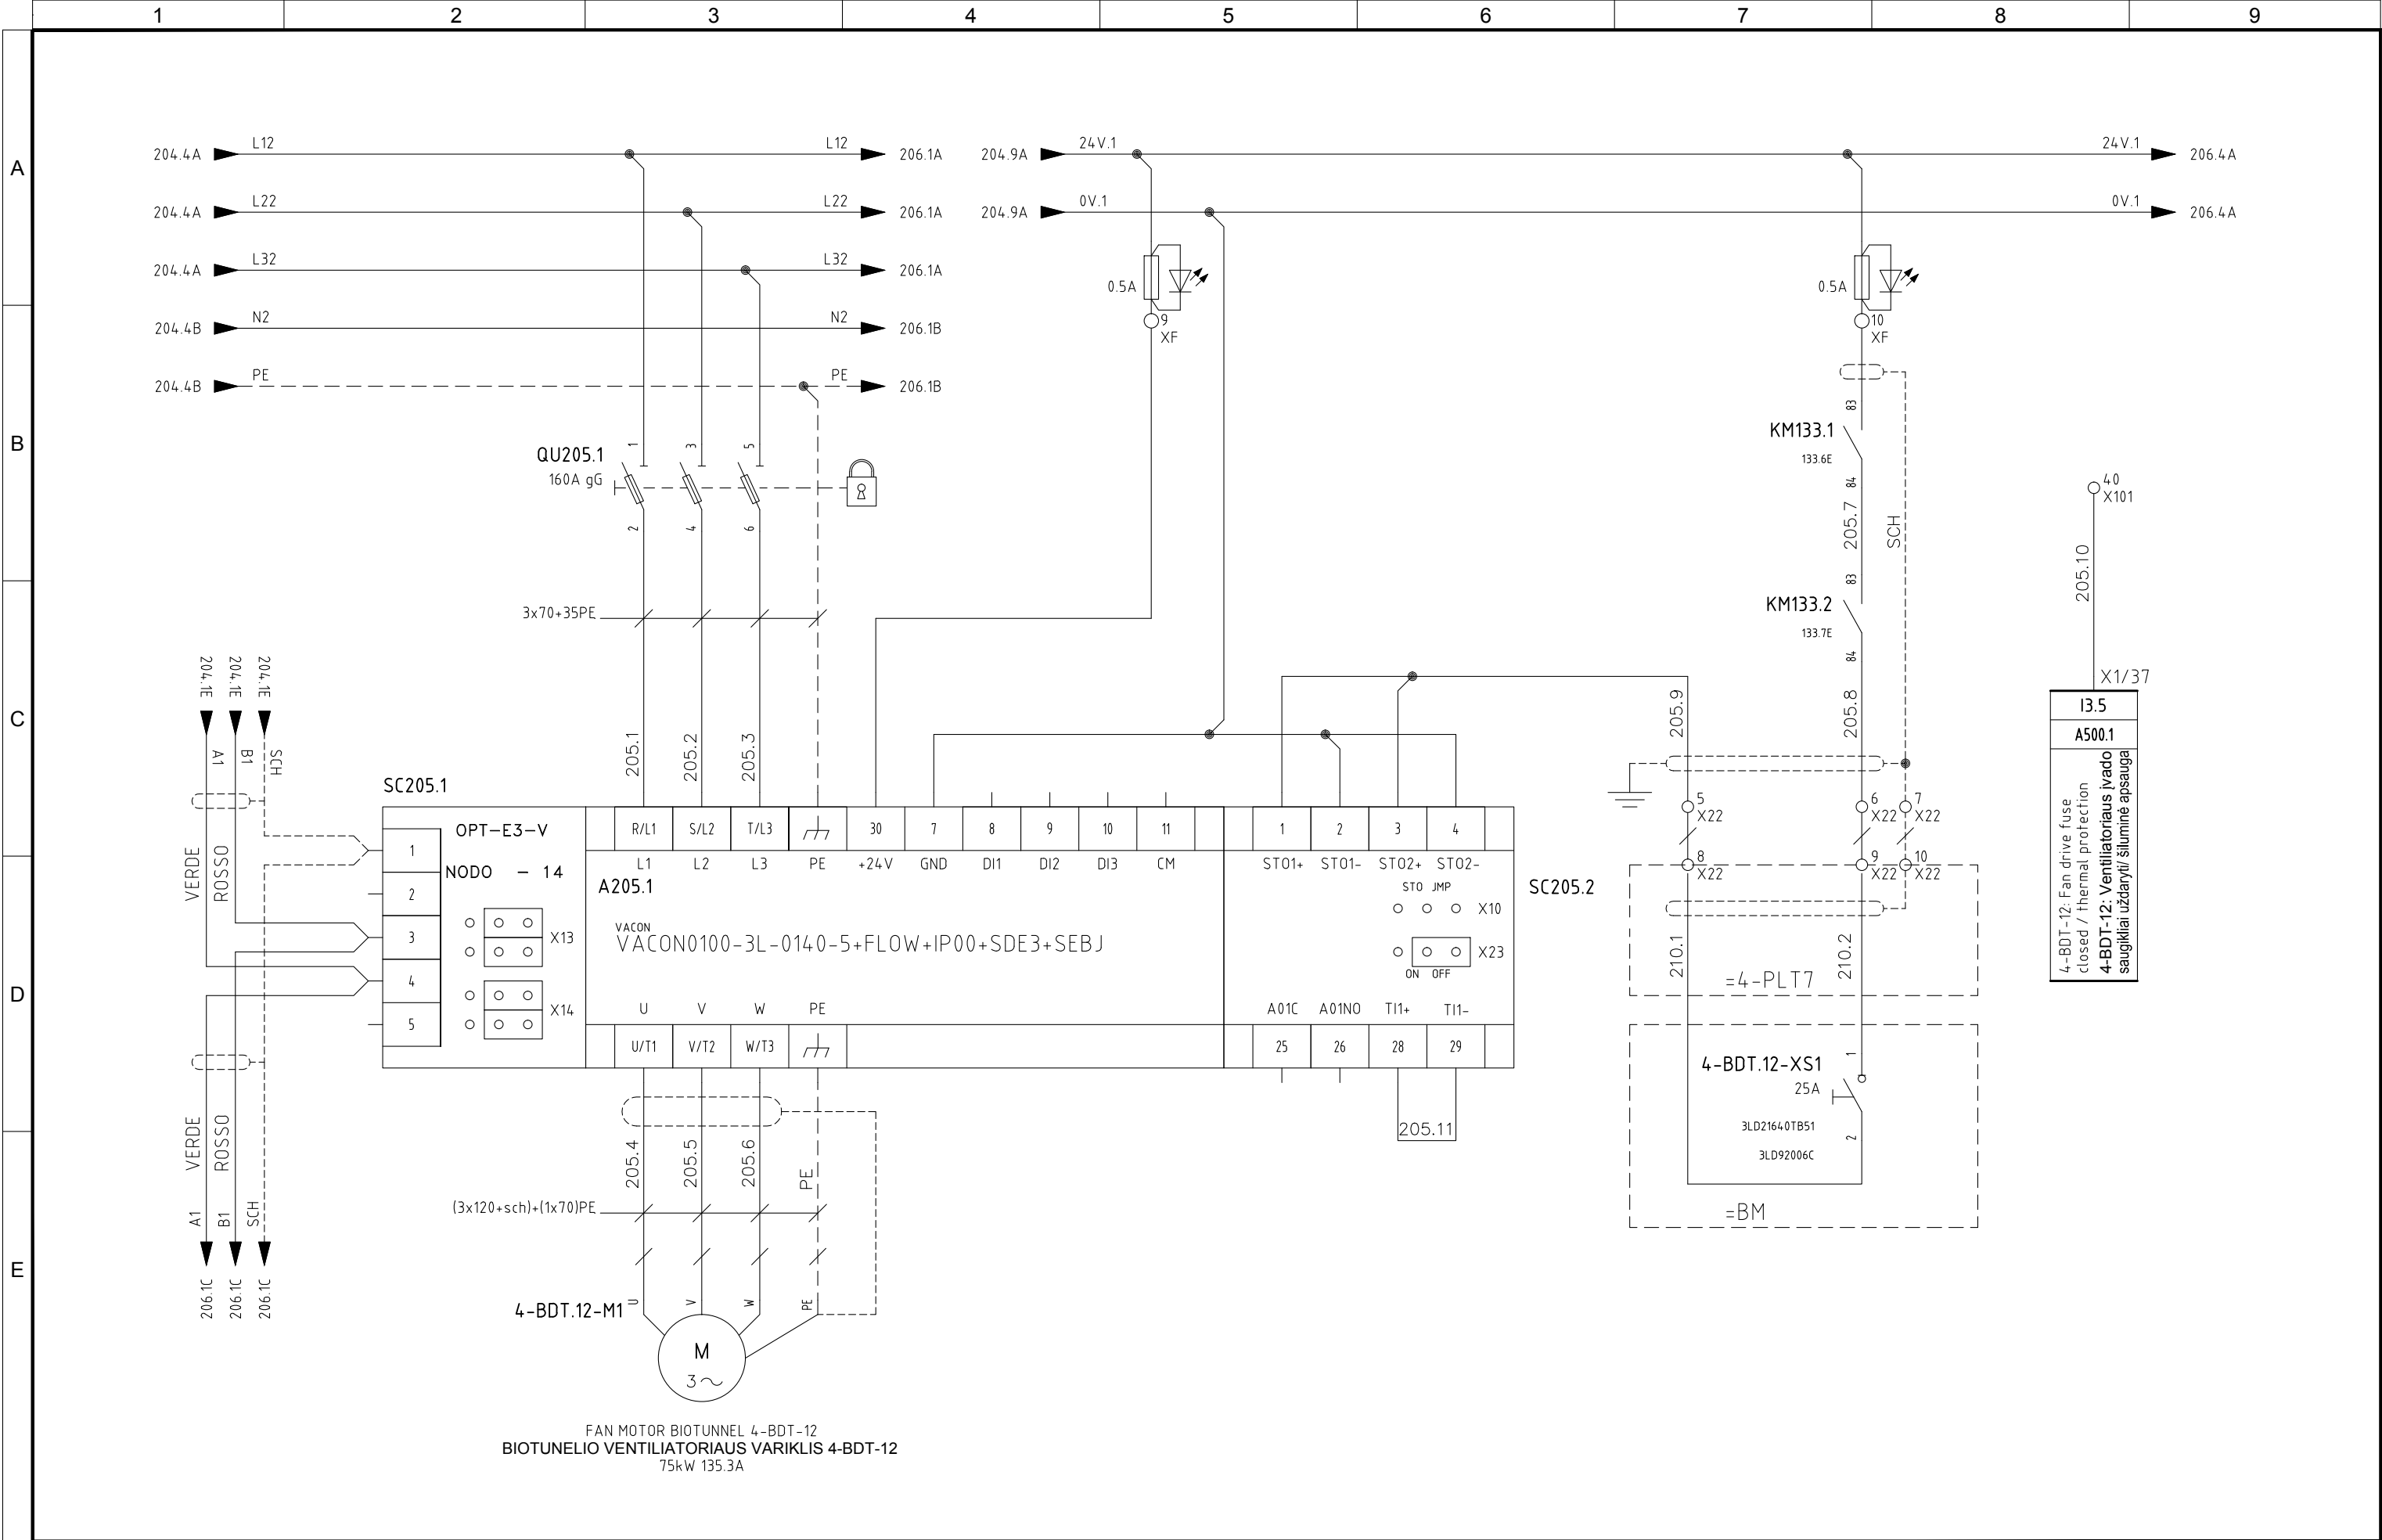 1 2 3 4 5 6 7 8 9
A
B
C
D
E
204.4A L12 L12 206.1A
204.4A L22 L22 206.1A
204.4A L32 L32 206.1A
204.4B N2 N2 206.1B
204.4B PE PE 206.1B
204.9A 24V.1 24V.1 206.4A
204.9A 0V.1 0V.1 206.4A
0.5A
9
XF
0.5A
10
XF
QU205.1
160A gG
1 3 5
2 4 6
3x70+35PE
205.1 205.2 205.3
83
KM133.1
133.6E
84
205.7
SCH
83
KM133.2
133.7E
84
205.8
205.9
40
X101
205.10
X1/37
I3.5
A500.1
4-BDT-12: Fan drive fuse
closed / thermal protection
4-BDT-12: Ventiliatoriaus įvado
saugikliai uždaryti/ šiluminė apsauga
204.1E 204.1E 204.1E
A1 B1 SCH
VERDE ROSSO
SC205.1
OPT-E3-V
NODO - 14
1
2
3
4
5
X13
X14
R/L1 S/L2 T/L3 30 7 8 9 10 11 1 2 3 4
L1 L2 L3 PE +24V GND DI1 DI2 DI3 CM STO1+ STO1- STO2+ STO2-
A205.1
SC205.2
STO JMP
X10
X23
ON OFF
VACON
VACON0100-3L-0140-5+FLOW+IP00+SDE3+SEBJ
U V W PE A01C A01NO TI1+ TI1-
U/T1 V/T2 W/T3 25 26 28 29
205.11
5
X22
6
X22
7
X22
8
X22
9
X22
10
X22
210.1 210.2
=4-PLT7
4-BDT.12-XS1
25A
1
2
3LD21640TB51
3LD92006C
=BM
VERDE ROSSO
A1 B1 SCH
206.1C 206.1C 206.1C
205.4 205.5 205.6 PE
(3x120+sch)+(1x70)PE
4-BDT.12-M1
U V W PE
M
3
FAN MOTOR BIOTUNNEL 4-BDT-12
BIOTUNELIO VENTILIATORIAUS VARIKLIS 4-BDT-12
75kW 135.3A